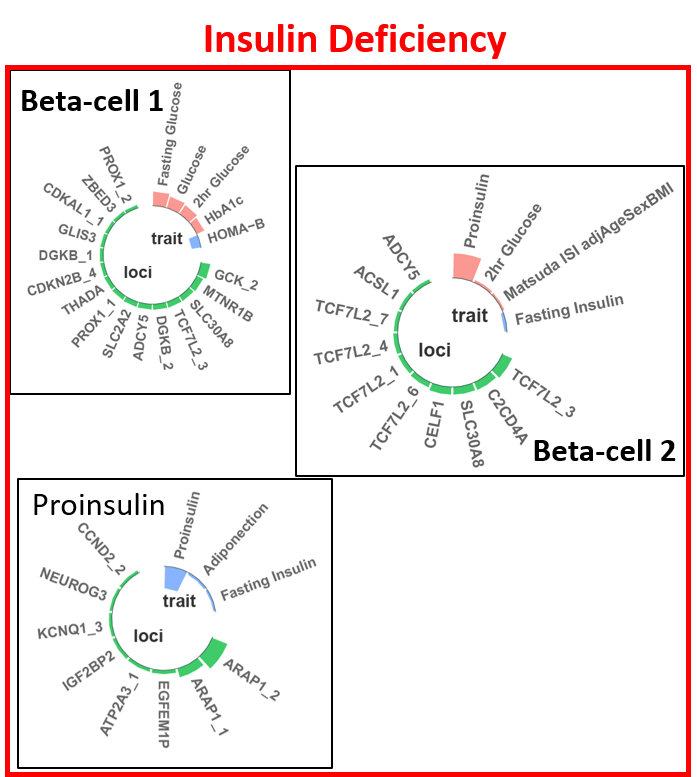 Insulin Deficiency
Beta-cell 1
Fasting Glucose
Glucose
2hr Glucose
HbA1c
HOMA-B
trait
loci
GCK_2
MTNR1B
SLC30A8
TCF7L2_3
DGKB_2
ADCY5
SLC2A2
PROX1_1
THADA
CDKN2B_4
DGKB_1
GLIS3
CDKAL1_1
ZBED3
PROX1_2
Proinsulin
2hr Glucose
Matsuda ISI adjAgeSexBMI
Fasting Insulin
trait
loci
TCF7L2_3
C2CD4A
SLC30A8
CELF1
TCF7L2_6
TCF7L2_1
TCF7L2_4
TCF7L2_7
ACSL1
ADCY5
Beta-cell 2
Proinsulin
Proinsulin
Adiponection
Fasting Insulin
trait
loci
ARAP1_2
ARAP1_1
EGFEM1P
ATP2A3_1
IGF2BP2
KCNQ1_3
NEUROG3
CCND2_2